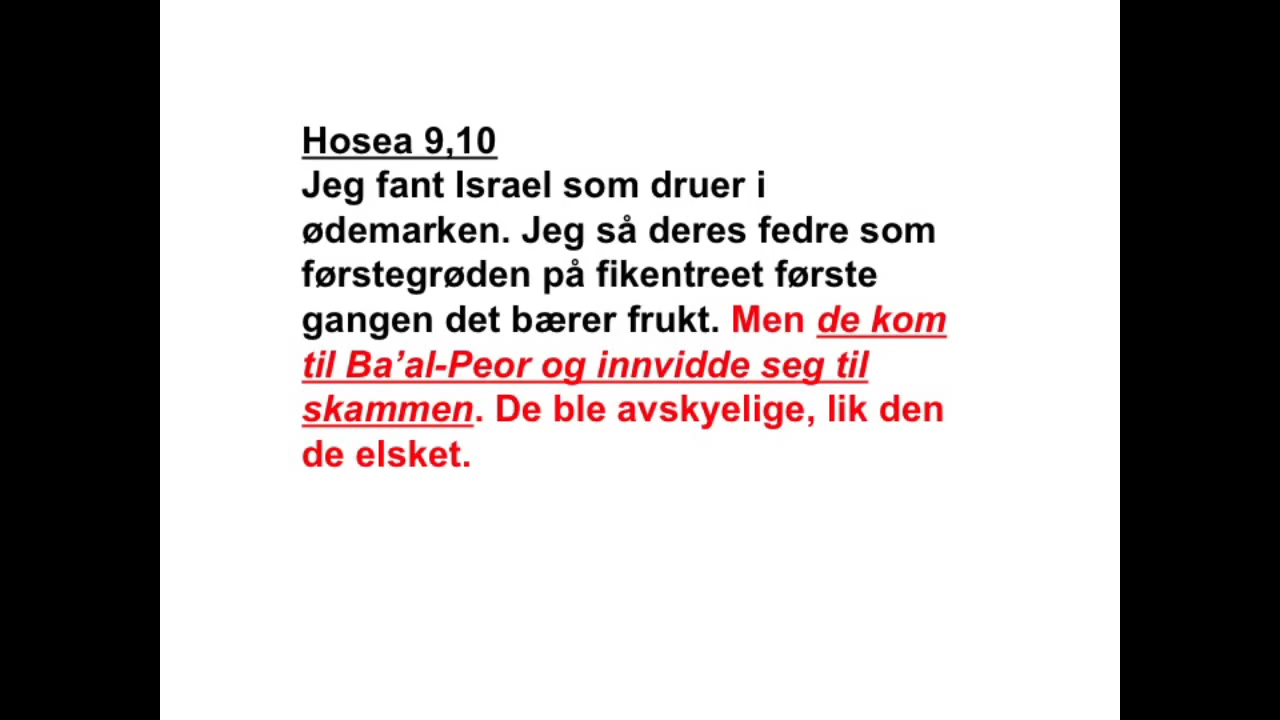 Hosea 9,10
Jeg fant Israel som druer i
ødemarken. Jeg så deres fedre som
førstegrøden på fikentreet første
gangen det bærer frukt. Men de kom
til Ba’al-Peor og innvidde seg til
skammen. De ble avskyelige, lik den
de elsket.